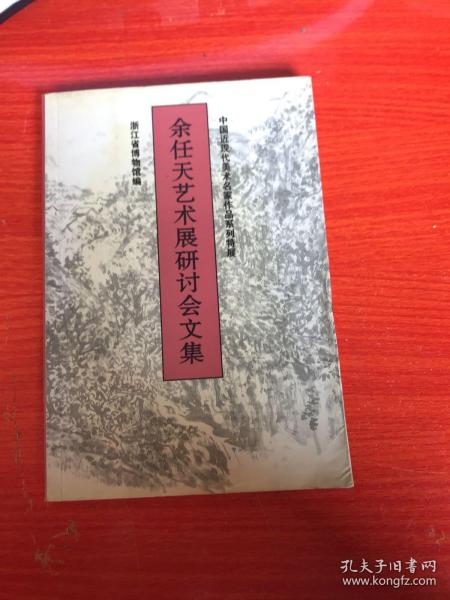 中国近现代美术名家作品系列特展
余任天艺术展研讨会文集
浙江省博物馆编
孔夫子旧书网
www.kongfz.com